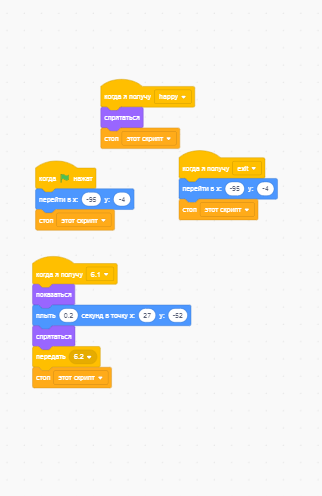 когда я получу happy
спрятаться
стоп этот скрипт
когда нажат
перейти в x: -95 y: -4
стоп этот скрипт
когда я получу exit
перейти в x: -95 y: -4
стоп этот скрипт
когда я получу 6.1
показаться
плыть 0.2 секунд в точку x: 27 y: -52
спрятаться
передать 6.2
стоп этот скрипт